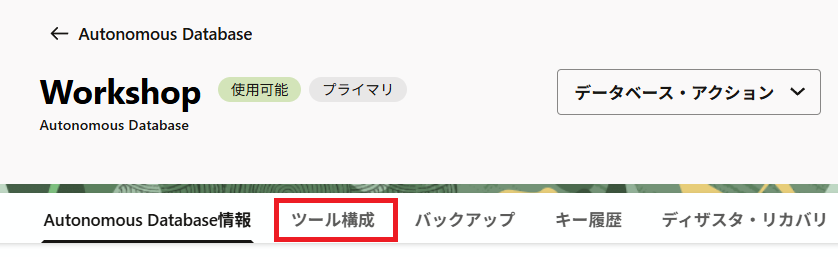 ← Autonomous Database
Workshop 使用可能 プライマリ データベース・アクション
Autonomous Database
Autonomous Database情報 ツール構成 バックアップ キー履歴 ディザスタ・リカバリ